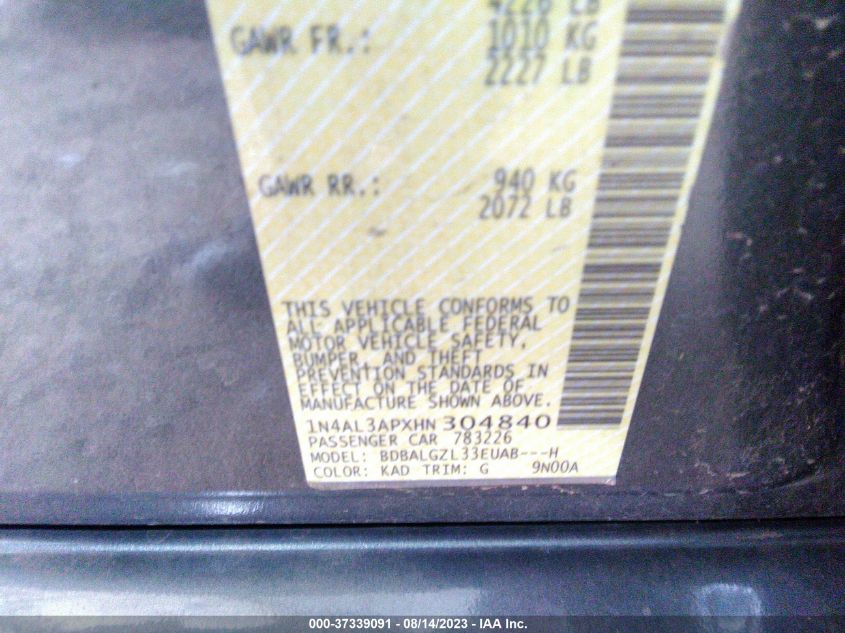 4226 LB
GAWR FR.: 1010 KG
2227 LB
GAWR RR.: 940 KG
2072 LB
THIS VEHICLE CONFORMS TO
ALL APPLICABLE FEDERAL
MOTOR VEHICLE SAFETY,
BUMPER, AND THEFT
PREVENTION STANDARDS IN
EFFECT ON THE DATE OF
MANUFACTURE SHOWN ABOVE.
1N4AL3APXHN304840
PASSENGER CAR 783226
MODEL: BDBALGZL33EUAB---H
COLOR: KAD TRIM: G 9N00A
000-37339091 - 08/14/2023 - IAA Inc.